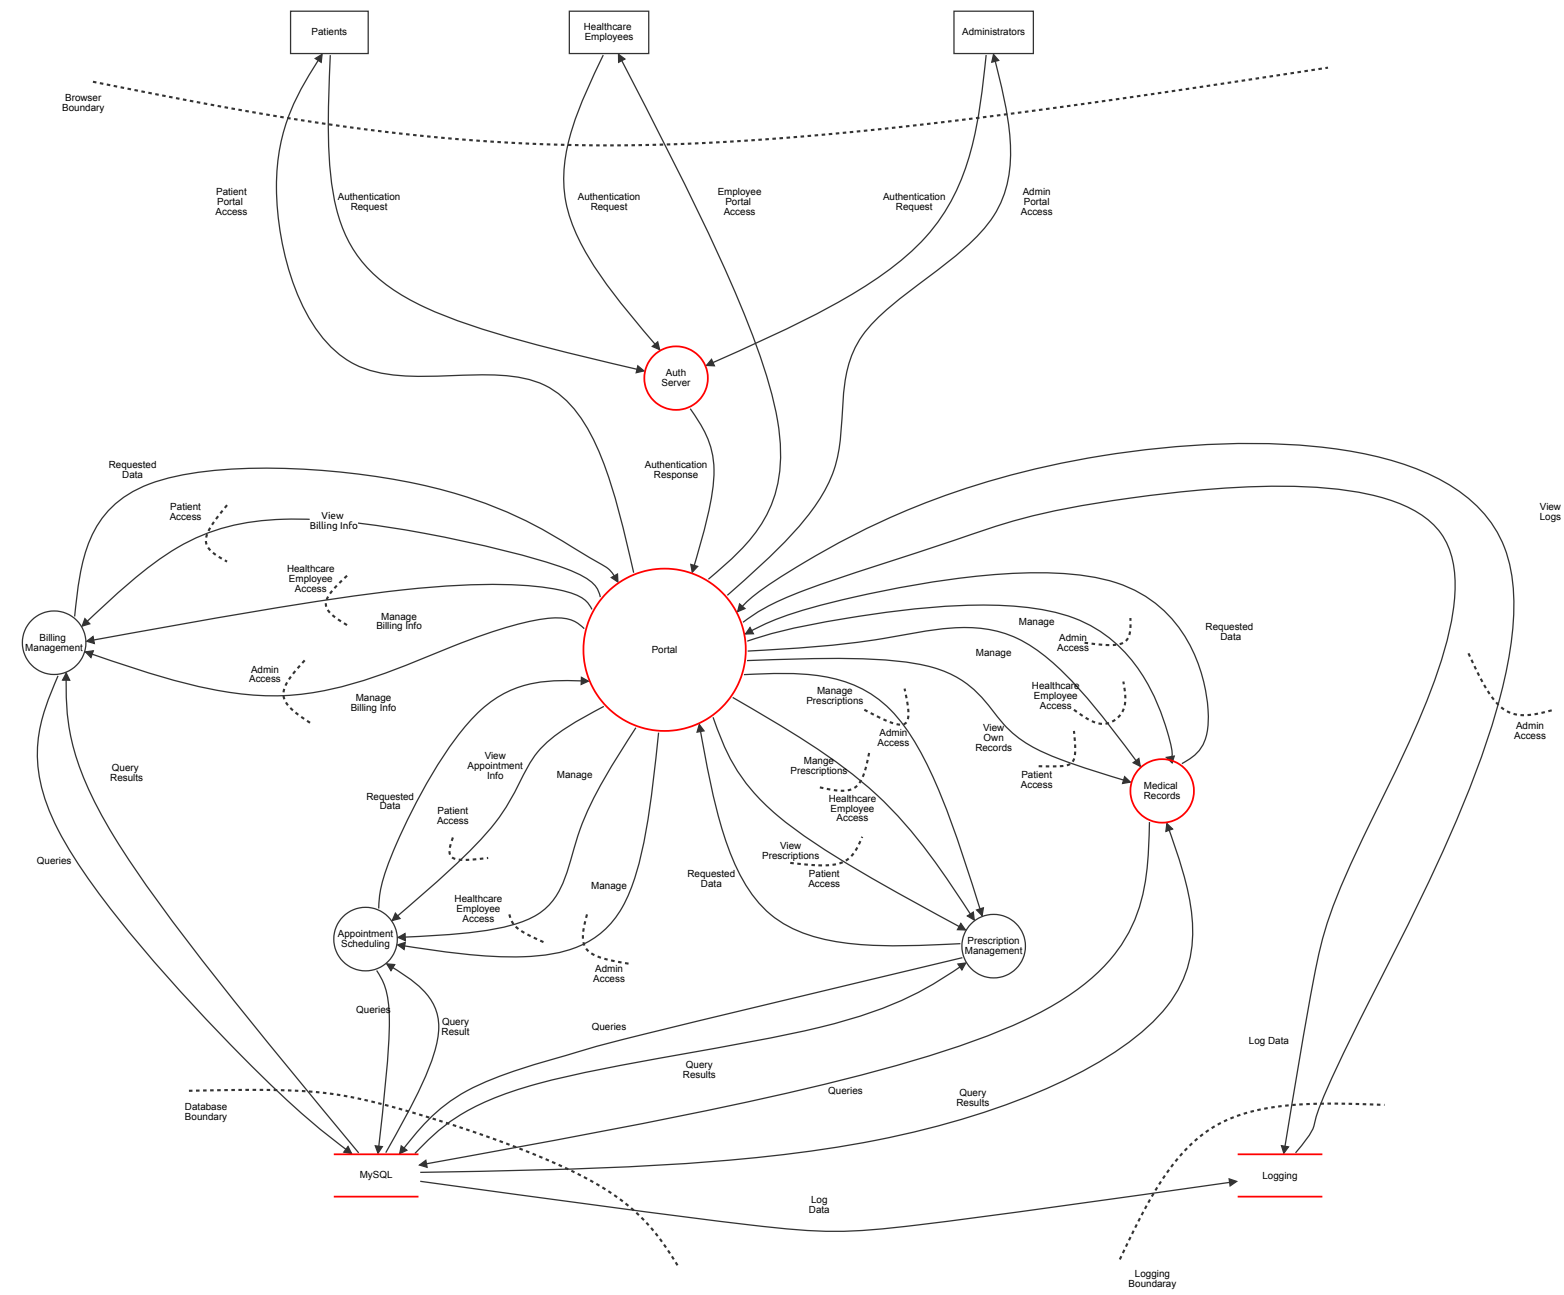 Patients
Healthcare
Employees
Administrators
Browser
Boundary
Patient
Portal
Access
Authentication
Request
Authentication
Request
Employee
Portal
Access
Authentication
Request
Admin
Portal
Access
Auth
Server
Requested
Data
Authentication
Response
Patient
Access
View
Billing Info
View
Logs
Healthcare
Employee
Access
Manage
Billing Info
Billing
Management
Portal
Manage
Admin
Access
Requested
Data
Manage
Admin
Access
Manage
Billing Info
Manage
Prescriptions
Healthcare
Employee
Access
Admin
Access
View
Own
Records
Admin
Access
Query
Results
View
Appointment
Info
Manage
Mange
Prescriptions
Patient
Access
Medical
Records
Requested
Data
Patient
Access
Healthcare
Employee
Access
Queries
View
Prescriptions
Requested
Data
Patient
Access
Manage
Healthcare
Employee
Access
Appointment
Scheduling
Prescription
Management
Admin
Access
Queries
Query
Result
Queries
Log Data
Query
Results
Queries
Query
Results
Database
Boundary
MySQL
Logging
Log
Data
Logging
Boundaray